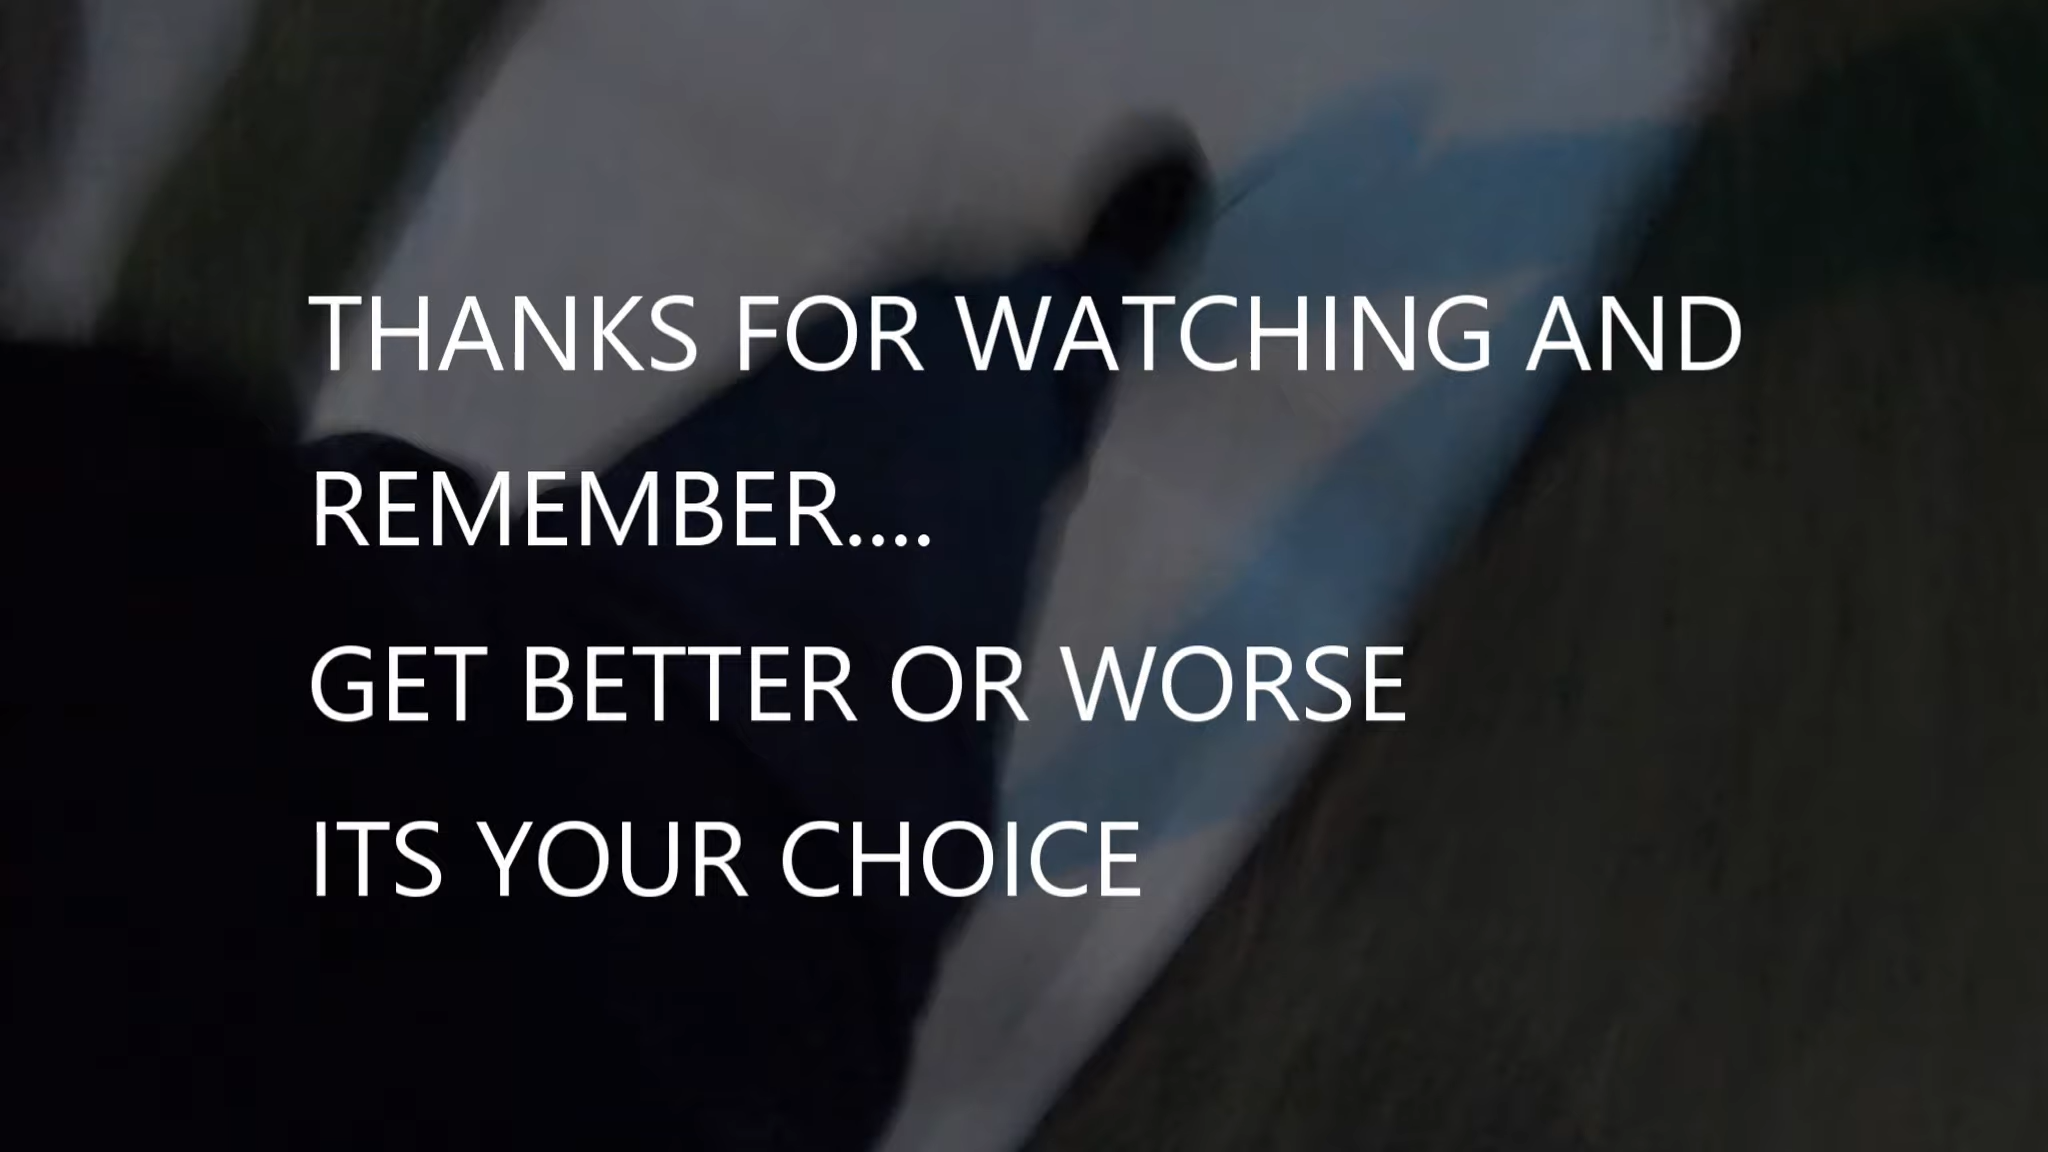 THANKS FOR WATCHING AND
REMEMBER....
GET BETTER OR WORSE
ITS YOUR CHOICE